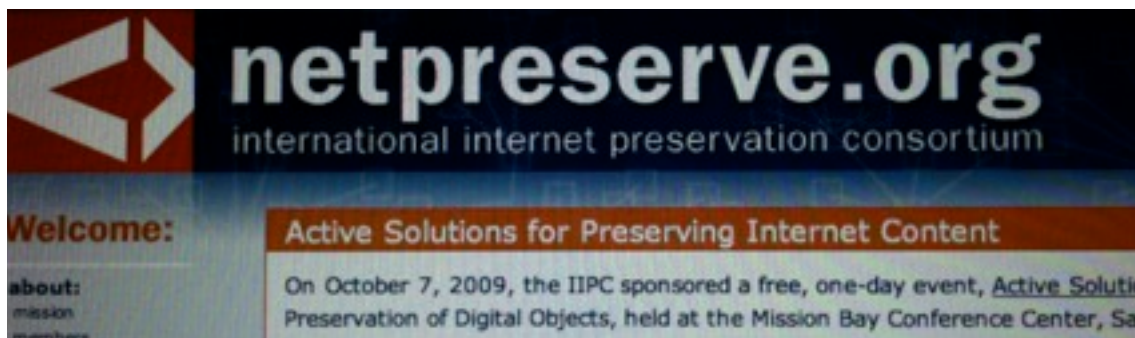 netpreserve.org
international internet preservation consortium
Welcome:
Active Solutions for Preserving Internet Content
about:
On October 7, 2009, the IIPC sponsored a free, one-day event, Active Soluti
mission
Preservation of Digital Objects, held at the Mission Bay Conference Center, Sa
members